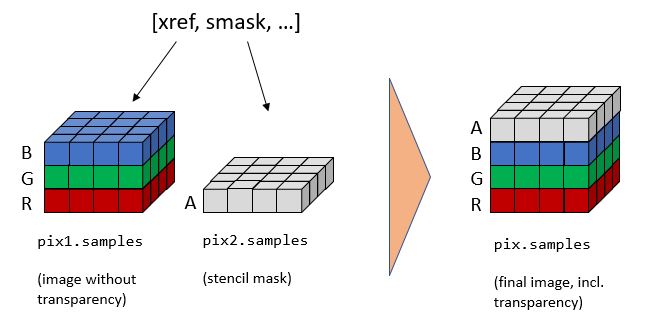 [xref, smask, …]
B
G
R
A
A
B
G
R
pix1.samples
pix2.samples
pix.samples
(image without
transparency)
(stencil mask)
(final image, incl.
transparency)